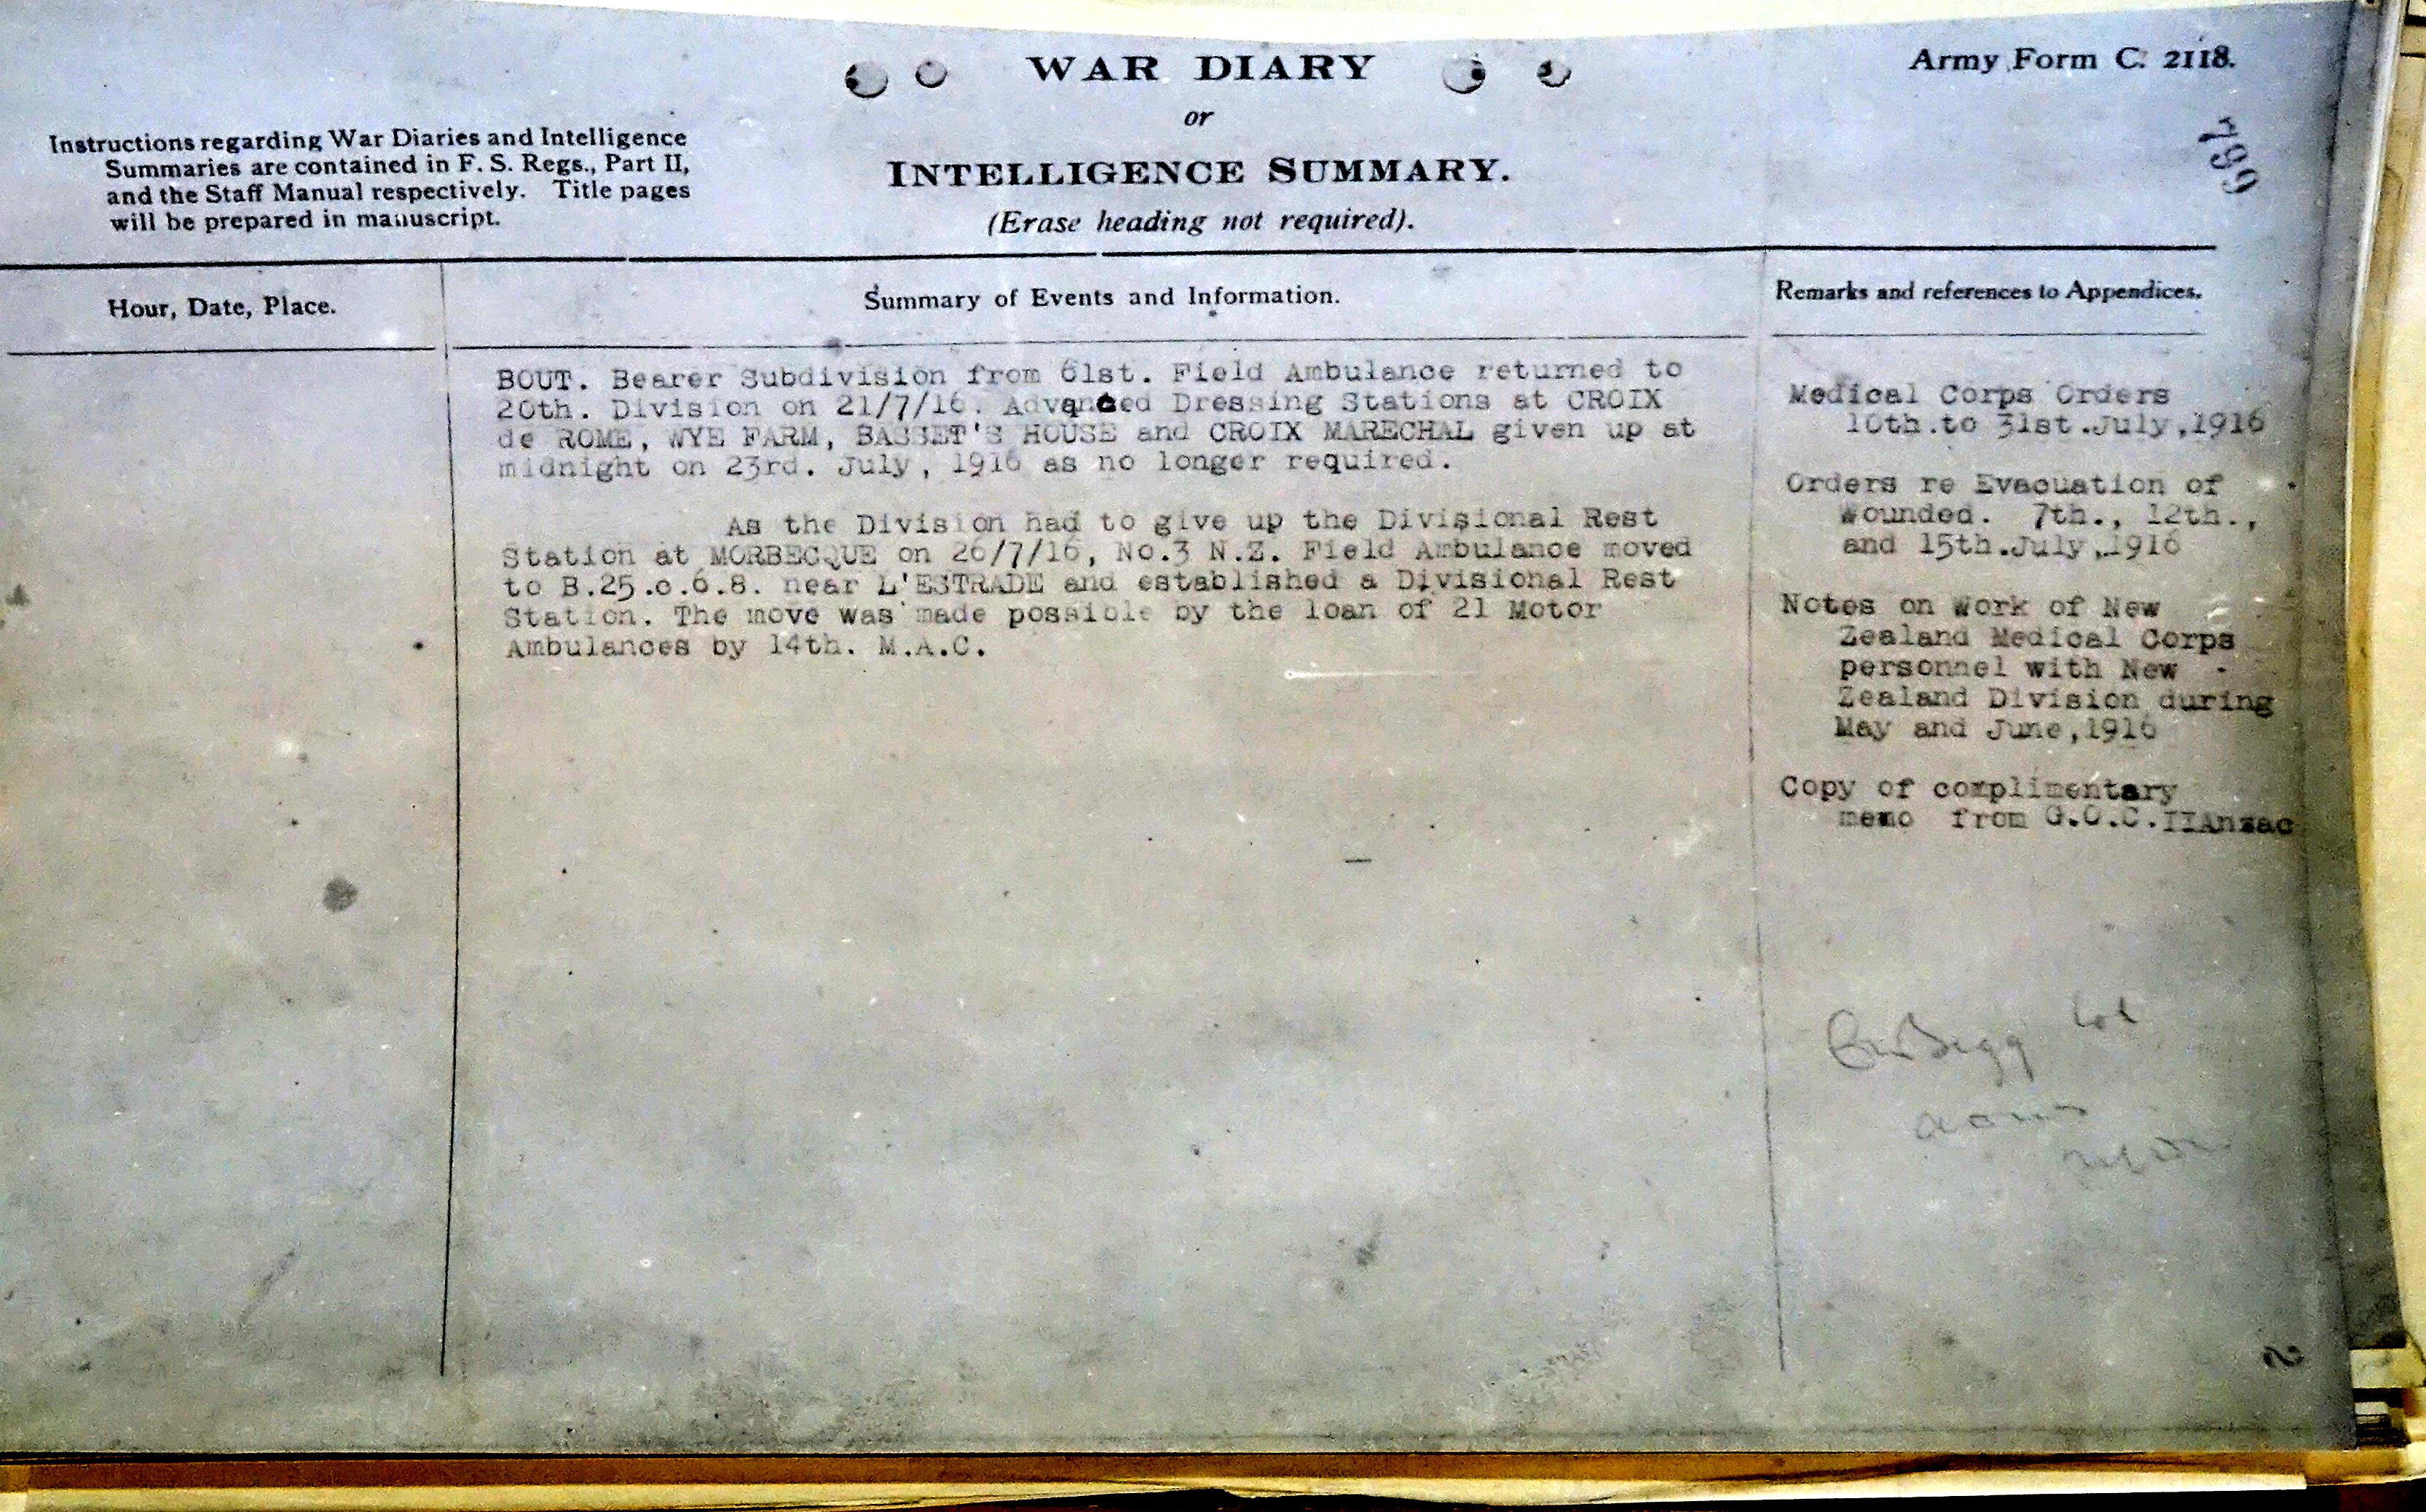 WAR DIARY
or
INTELLIGENCE SUMMARY.
(Erase heading not required).
Army Form C. 2118.
799
Instructions regarding War Diaries and Intelligence
Summaries are contained in F. S. Regs., Part II,
and the Staff Manual respectively. Title pages
will be prepared in manuscript.
Hour, Date, Place.
Summary of Events and Information.
Remarks and references to Appendices.
BOUT. Bearer Subdivision from 61st. Field Ambulance returned to
20th. Division on 21/7/16. Advanced Dressing Stations at CROIX
de ROME, WYE FARM, BASSET'S HOUSE and CROIX MARECHAL given up at
midnight on 23rd. July, 1916 as no longer required.
As the Division had to give up the Divisional Rest
Station at MORBECQUE on 26/7/16, No.3 N.Z. Field Ambulance moved
to B.25.c.6.8. near L'ESTRADE and established a Divisional Rest
Station. The move was made possible by the loan of 21 Motor
Ambulances by 14th. M.A.C.
Medical Corps Orders
10th.to 31st.July,1916
Orders re Evacuation of
Wounded. 7th., 12th.,
and 15th.July,1916
Notes on Work of New
Zealand Medical Corps
personnel with New
Zealand Division during
May and June,1916
Copy of complimentary
memo from G.O.C.IIAnzac
Begg Col
2